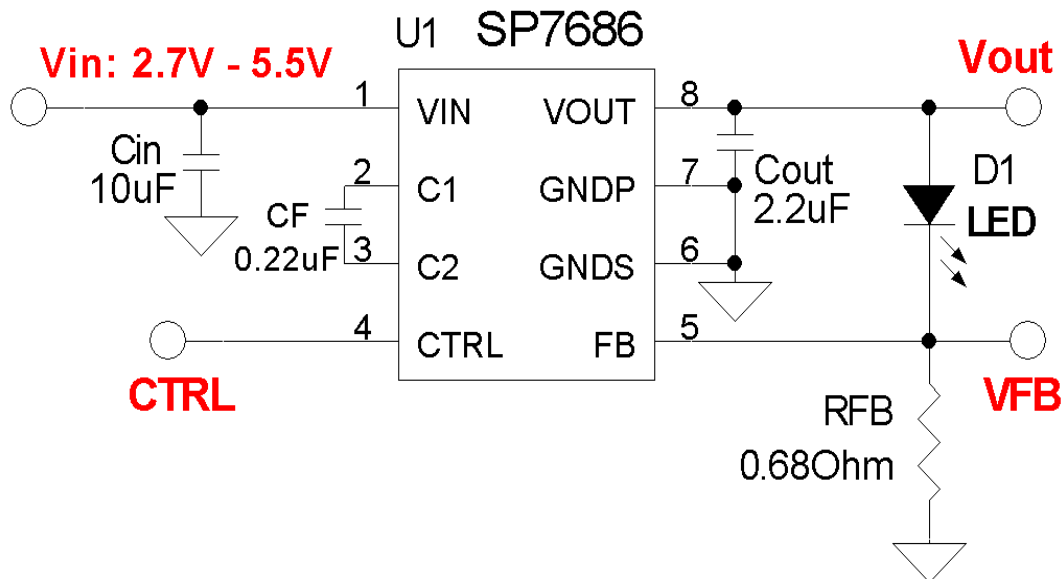 U1 SP7686
Vin: 2.7V - 5.5V
Vout
1
VIN
VOUT
8
Cin
10uF
2
C1
GNDP
7
Cout
2.2uF
D1
LED
CF
0.22uF
3
C2
GNDS
6
4
CTRL
FB
5
CTRL
VFB
RFB
0.68Ohm